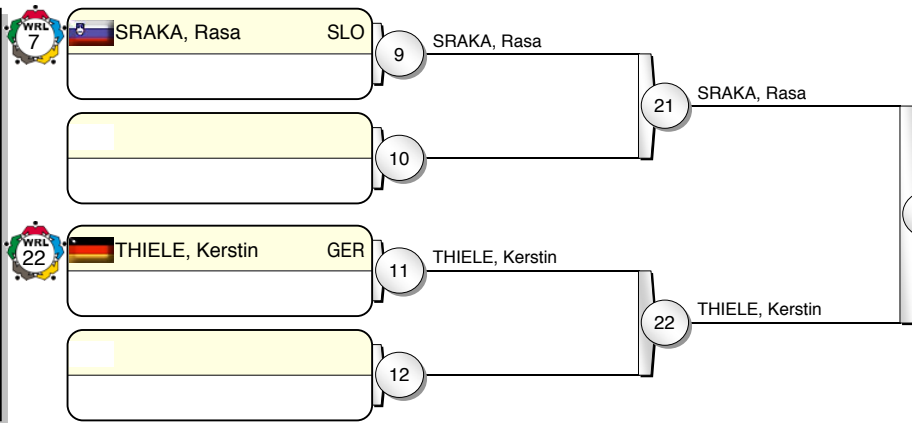 WRL
7
SRAKA, Rasa SLO
9
SRAKA, Rasa
21
SRAKA, Rasa
10
WRL
22
THIELE, Kerstin GER
11
THIELE, Kerstin
22
THIELE, Kerstin
12